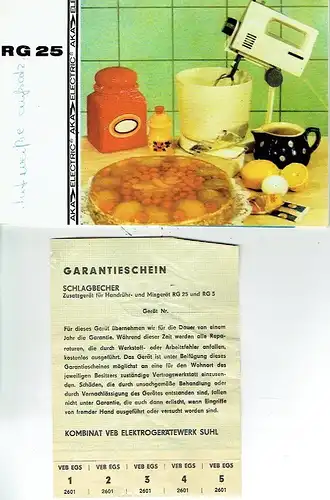 RG 25
AKA ELECTRIC® AKA ELECTRIC® AKA ELECTRIC
GARANTIESCHEIN
SCHLAGBECHER
Zusatzgerät für Handrühr- und Mixgerät RG 25 und RG 5
Gerät Nr.
Für dieses Gerät übernehmen wir für die Dauer von einem
Jahr die Garantie. Während dieser Zeit werden alle Repa-
raturen, die durch Werkstoff- oder Arbeitsfehler anfallen,
kostenlos ausgeführt. Das Gerät ist unter Beifügung dieses
Garantiescheines möglichst an eine für den Wohnort des
jeweiligen Besitzers zuständige Vertragswerkstatt einzusen-
den. Schäden, die durch unsachgemäße Behandlung oder
durch Vernachlässigung des Gerätes entstanden sind, fallen
nicht unter Garantie, die auch dann erlischt, wenn Eingriffe
von fremder Hand ausgeführt oder versucht worden sind.
KOMBINAT VEB ELEKTROGERÄTEWERK SUHL
VEB EGS | VEB EGS | VEB EGS | VEB EGS | VEB EGS
1 2 3 4 5
2601 | 2601 | 2601 | 2601 | 2601